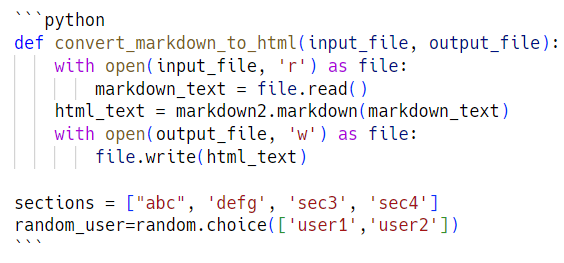 ```python
def convert_markdown_to_html(input_file, output_file):
    with open(input_file, 'r') as file:
        markdown_text = file.read()
    html_text = markdown2.markdown(markdown_text)
    with open(output_file, 'w') as file:
        file.write(html_text)

sections = ["abc", 'defg', 'sec3', 'sec4']
random_user=random.choice(['user1','user2'])
```